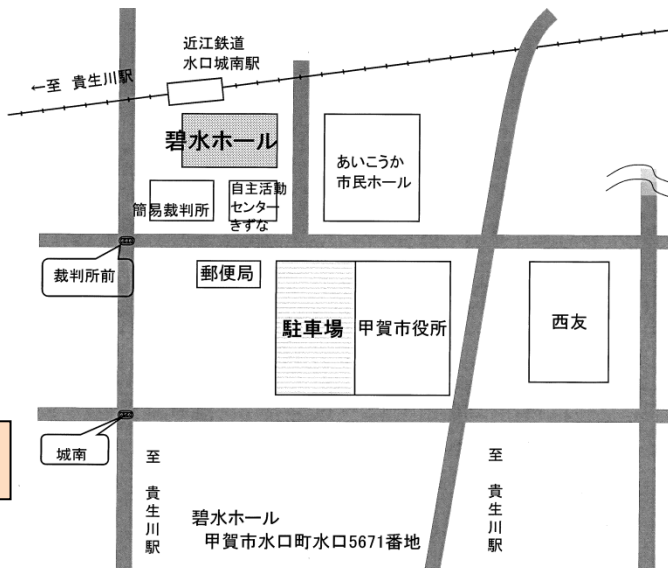 近江鉄道
水口城南駅
←至 貴生川駅
碧水ホール
あいこうか
市民ホール
簡易裁判所
自主活動
センター
きずな
裁判所前
郵便局
駐車場
甲賀市役所
西友
城南
至 貴生川駅
至 貴生川駅
碧水ホール
甲賀市水口町水口5671番地